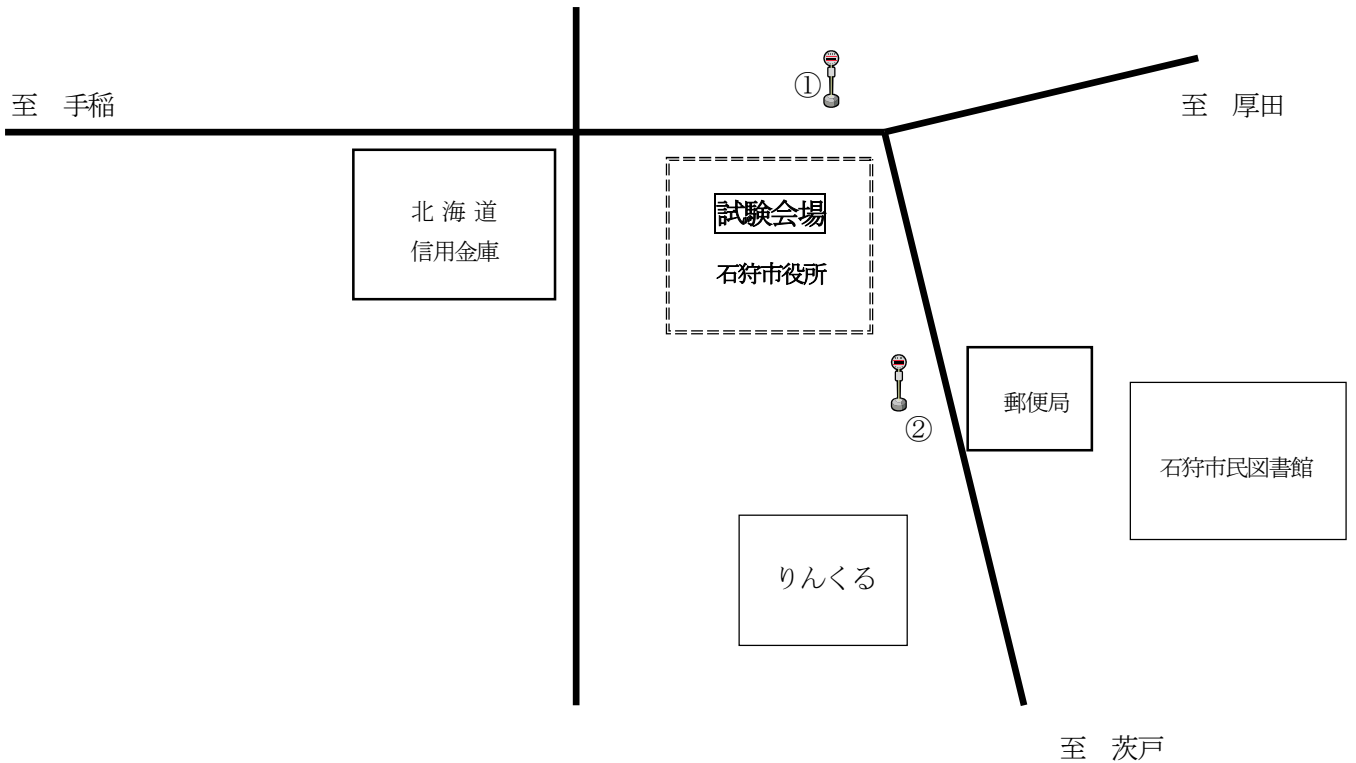 ①
至　手稲
至　厚田
北海道
信用金庫
試験会場
石狩市役所
②
郵便局
石狩市民図書館
りんくる
至　茨戸